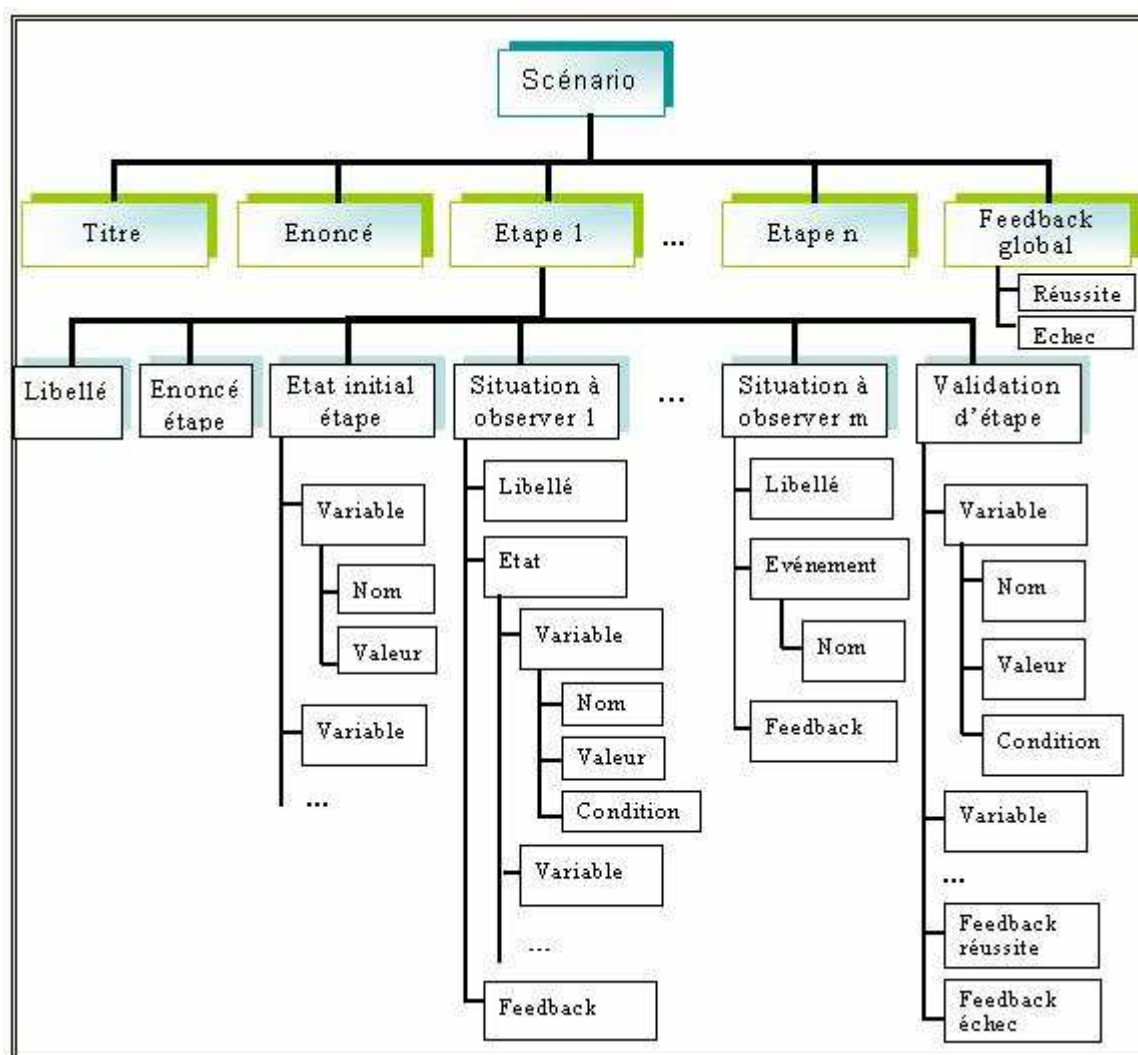 Scénario
Titre
Enoncé
Etape 1
...
Etape n
Feedback
global
Réussite
Echec
Libellé
Enoncé
étape
Etat initial
étape
Situation à
observer 1
...
Situation à
observer m
Validation
d'étape
Variable
Nom
Valeur
Variable
...
Libellé
Etat
Variable
Nom
Valeur
Condition
Variable
...
Feedback
Libellé
Evénement
Nom
Feedback
Variable
Nom
Valeur
Condition
Variable
...
Feedback
réussite
Feedback
échec